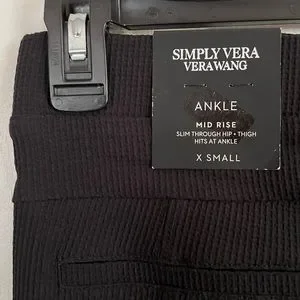 SIMPLY VERA
VERAWANG
ANKLE
MID RISE
SLIM THROUGH HIP • THIGH
HITS AT ANKLE
X SMALL